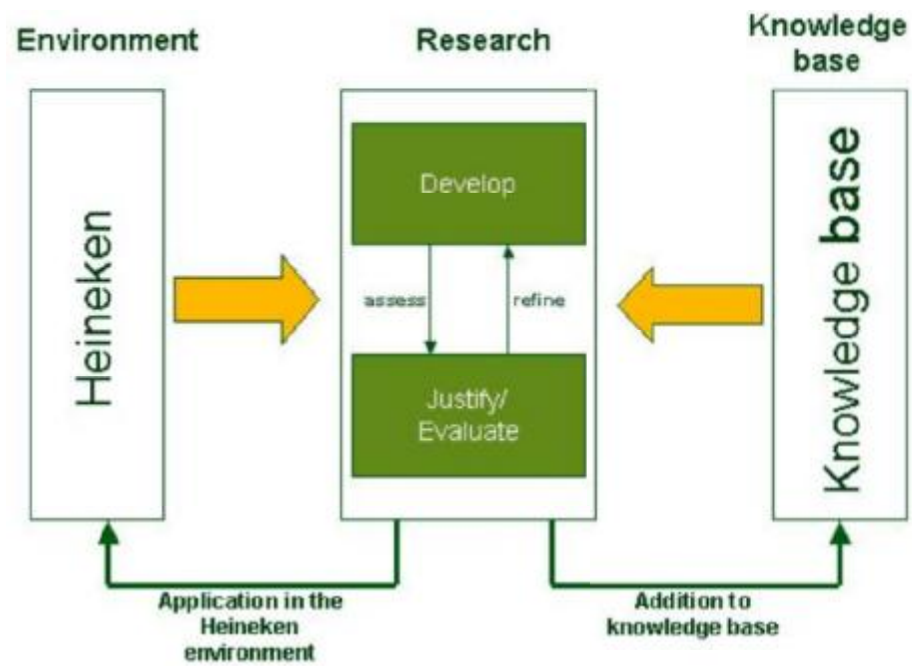 Environment
Research
Knowledge
base
Heineken
Develop
assess
refine
Justify/
Evaluate
Knowledge base
Application in the
Heineken
environment
Addition to
knowledge base